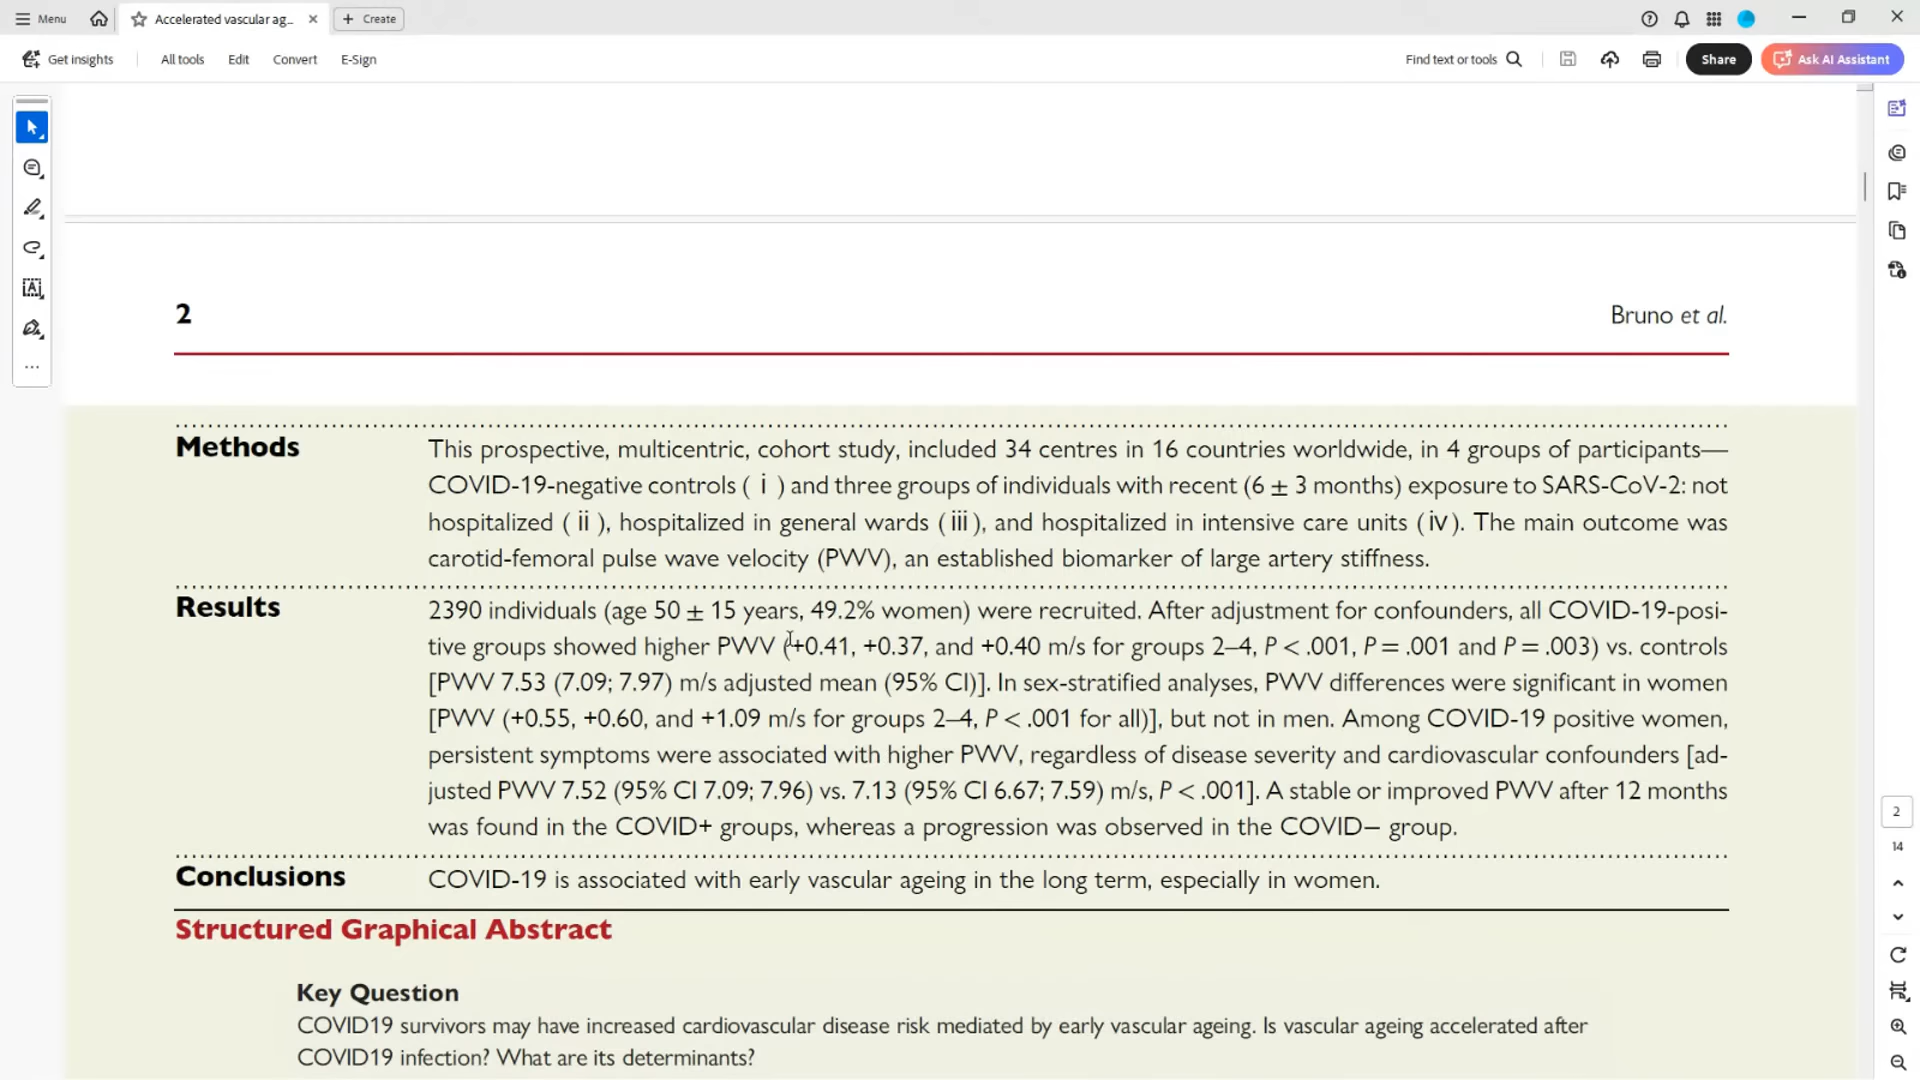 Menu
Accelerated vascular ag...
Create
Get insights
All tools
Edit
Convert
E-Sign
Find text or tools
Share
Ask AI Assistant
2
Bruno et al.
Methods
This prospective, multicentric, cohort study, included 34 centres in 16 countries worldwide, in 4 groups of participants—
COVID-19-negative controls ( i ) and three groups of individuals with recent (6 ± 3 months) exposure to SARS-CoV-2: not
hospitalized ( ii ), hospitalized in general wards ( iii ), and hospitalized in intensive care units ( iv ). The main outcome was
carotid-femoral pulse wave velocity (PWV), an established biomarker of large artery stiffness.
Results
2390 individuals (age 50 ± 15 years, 49.2% women) were recruited. After adjustment for confounders, all COVID-19-posi-
tive groups showed higher PWV (+0.41, +0.37, and +0.40 m/s for groups 2–4, P < .001, P = .001 and P = .003) vs. controls
[PWV 7.53 (7.09; 7.97) m/s adjusted mean (95% CI)]. In sex-stratified analyses, PWV differences were significant in women
[PWV (+0.55, +0.60, and +1.09 m/s for groups 2–4, P < .001 for all)], but not in men. Among COVID-19 positive women,
persistent symptoms were associated with higher PWV, regardless of disease severity and cardiovascular confounders [ad-
justed PWV 7.52 (95% CI 7.09; 7.96) vs. 7.13 (95% CI 6.67; 7.59) m/s, P < .001]. A stable or improved PWV after 12 months
was found in the COVID+ groups, whereas a progression was observed in the COVID− group.
Conclusions
COVID-19 is associated with early vascular ageing in the long term, especially in women.
Structured Graphical Abstract
Key Question
COVID19 survivors may have increased cardiovascular disease risk mediated by early vascular ageing. Is vascular ageing accelerated after
COVID19 infection? What are its determinants?
2
14